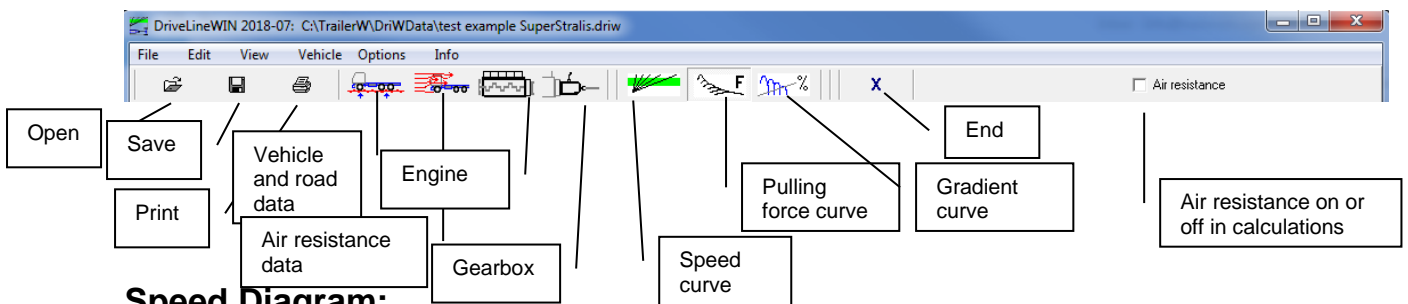 DriveLineWIN 2018-07: C:\TrailerW\DriWData\test example SuperStralis.driw
File Edit View Vehicle Options Info
F
%
X
Air resistance
Open
Save
Print
Vehicle
and road
data
Air resistance
data
Engine
Gearbox
Speed
curve
Pulling
force curve
Gradient
curve
End
Air resistance on or
off in calculations
Speed Diagram: